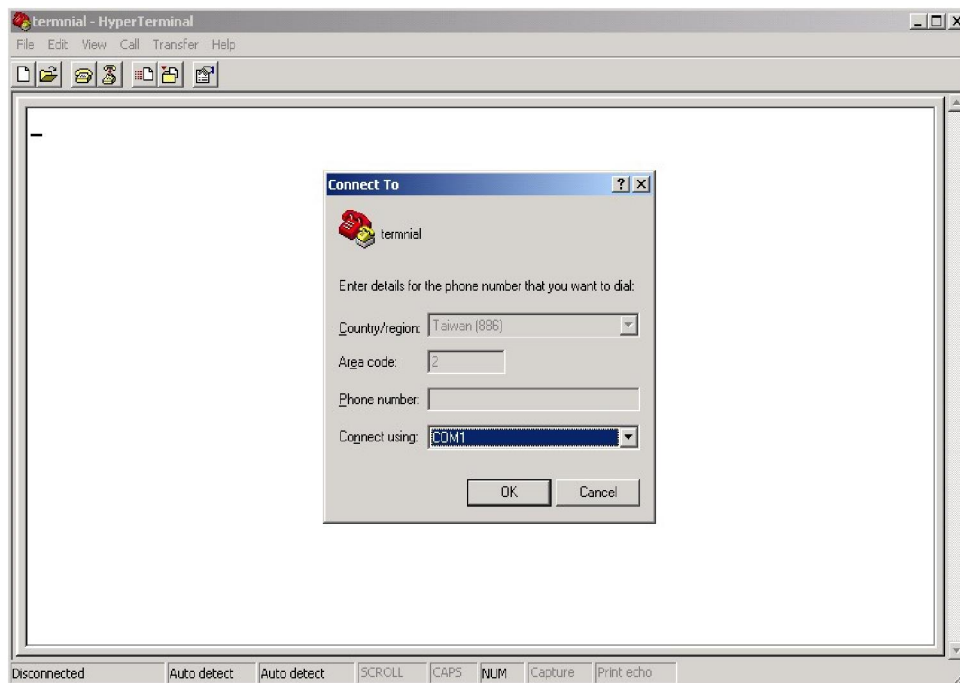 termnial - HyperTerminal
File Edit View Call Transfer Help
Connect To
termnial
Enter details for the phone number that you want to dial:
Country/region: Taiwan (886)
Area code: 2
Phone number:
Connect using: COM1
OK Cancel
Disconnected Auto detect Auto detect SCROLL CAPS NUM Capture Print echo